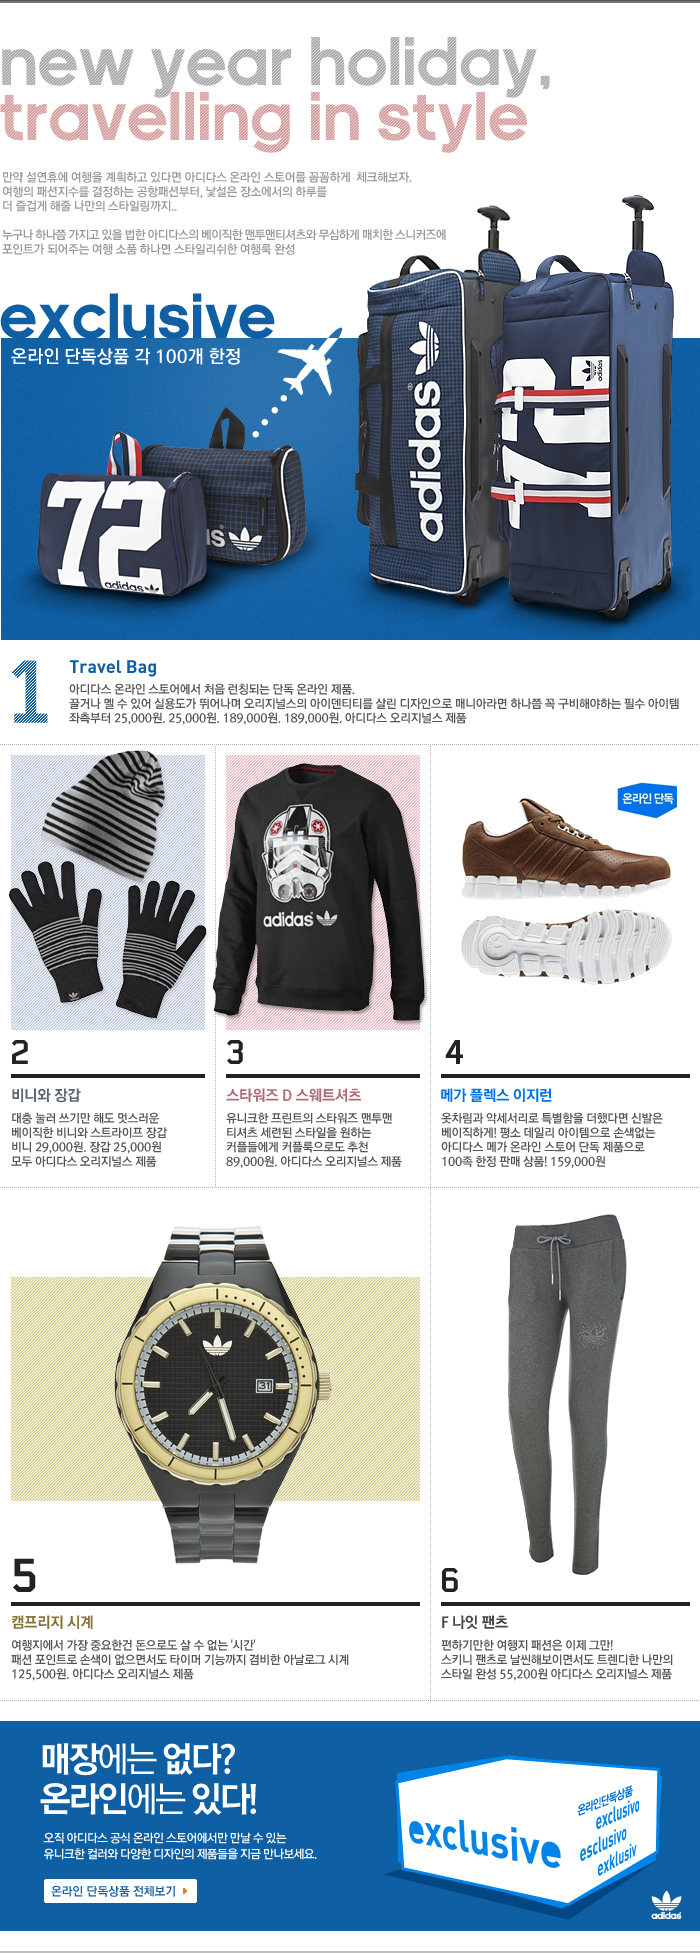 new year holiday,
travelling in style
만약 설연휴에 여행을 계획하고 있다면 아디다스 온라인 스토어를 꼼꼼하게 체크해보자.
여행의 패션지수를 결정하는 공항패션부터, 낯설은 장소에서의 하루를
더 즐겁게 해줄 나만의 스타일링까지..
누구나 하나쯤 가지고 있을 법한 아디다스의 베이직한 맨투맨티셔츠와 무심하게 매치한 스니커즈에
포인트가 되어주는 여행 소품 하나면 스타일리쉬한 여행룩 완성
exclusive
온라인 단독상품 각 100개 한정
72
adidas
adidas
72
adidas
1
Travel Bag
아디다스 온라인 스토어에서 처음 런칭되는 단독 온라인 제품.
끌거나 멜 수 있어 실용도가 뛰어나며 오리지널스의 아이덴티티를 살린 디자인으로 매니아라면 하나쯤 꼭 구비해야하는 필수 아이템
좌측부터 25,000원. 25,000원. 189,000원. 189,000원. 아디다스 오리지널스 제품
adidas
온라인 단독
2
비니와 장갑
대충 눌러 쓰기만 해도 멋스러운
베이직한 비니와 스트라이프 장갑
비니 29,000원. 장갑 25,000원
모두 아디다스 오리지널스 제품
3
스타워즈 D 스웨트셔츠
유니크한 프린트의 스타워즈 맨투맨
티셔츠 세련된 스타일을 원하는
커플들에게 커플룩으로도 추천
89,000원. 아디다스 오리지널스 제품
4
메가 플렉스 이지런
옷차림과 악세서리로 특별함을 더했다면 신발은
베이직하게! 평소 데일리 아이템으로 손색없는
아디다스 메가 온라인 스토어 단독 제품으로
100족 한정 판매 상품! 159,000원
31
5
캠프리지 시계
여행지에서 가장 중요한건 돈으로도 살 수 없는 '시간'
패션 포인트로 손색이 없으면서도 타이머 기능까지 겸비한 아날로그 시계
125,500원. 아디다스 오리지널스 제품
6
F 나잇 팬츠
편하기만한 여행지 패션은 이제 그만!
스키니 팬츠로 날씬해보이면서도 트렌디한 나만의
스타일 완성 55,200원 아디다스 오리지널스 제품
매장에는 없다?
온라인에는 있다!
오직 아디다스 공식 온라인 스토어에서만 만날 수 있는
유니크한 컬러와 다양한 디자인의 제품들을 지금 만나보세요.
온라인 단독상품 전체보기
exclusive
온라인단독상품
exclusivo
esclusivo
exklusiv
adidas